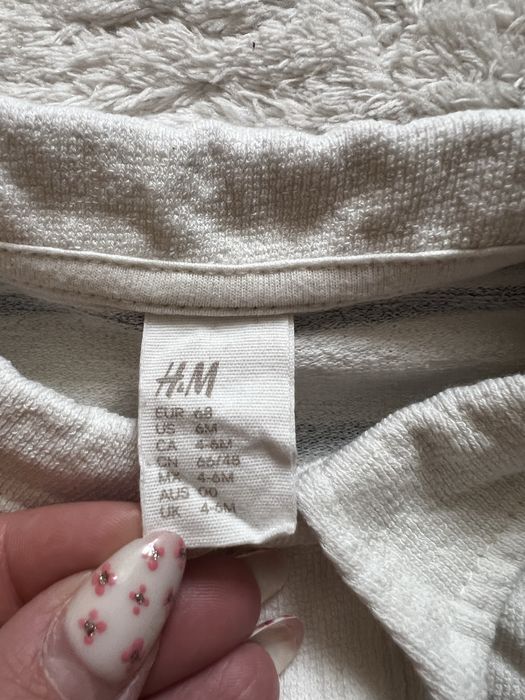 H&M
EUR 68
US 6M
CA 4-6M
CN 66/48
MX 4-6M
AUS 00
UK 4-6M